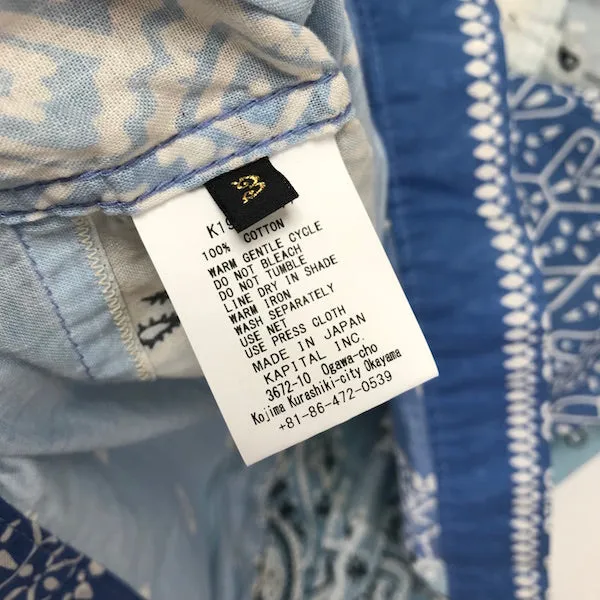 3
K19
100% COTTON
WARM GENTLE CYCLE
DO NOT BLEACH
DO NOT TUMBLE
LINE DRY IN SHADE
WARM IRON
WASH SEPARATELY
USE NET
USE PRESS CLOTH
MADE IN JAPAN
KAPITAL INC.
3672-10 Ogawa-cho
Kojima Kurashiki-city Okayama
+81-86-472-0539